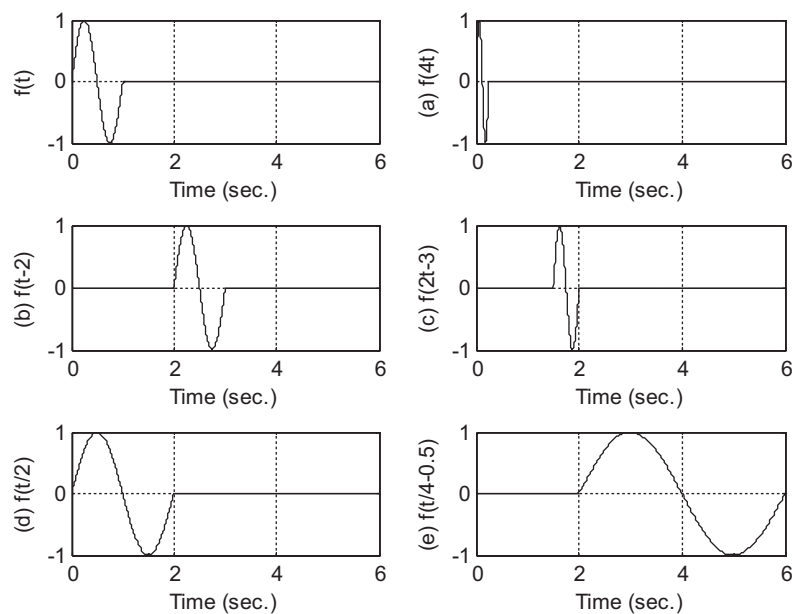 f(t)
1
0
-1
0 2 4 6
Time (sec.)
(a) f(4t)
1
0
-1
0 2 4 6
Time (sec.)
(b) f(t-2)
1
0
-1
0 2 4 6
Time (sec.)
(c) f(2t-3)
1
0
-1
0 2 4 6
Time (sec.)
(d) f(t/2)
1
0
-1
0 2 4 6
Time (sec.)
(e) f(t/4-0.5)
1
0
-1
0 2 4 6
Time (sec.)